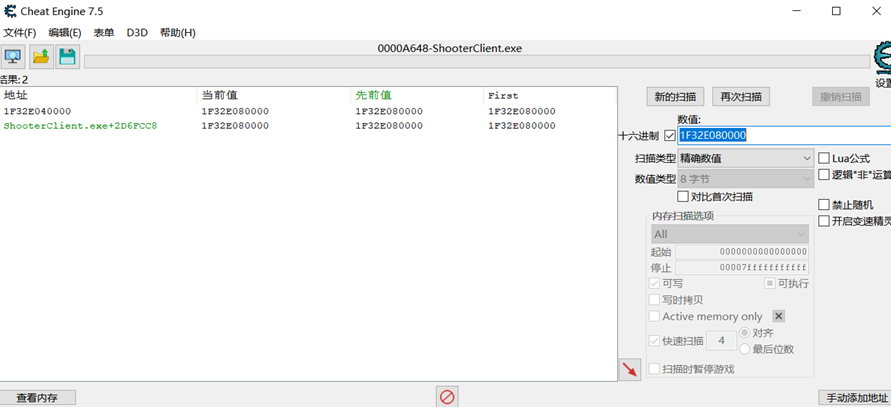 Cheat Engine 7.5
文件(F) 编辑(E) 表单 D3D 帮助(H)
0000A648-ShooterClient.exe
设置
结果: 2
地址 当前值 先前值 First
1F32E040000 1F32E080000 1F32E080000 1F32E080000
ShooterClient.exe+2D6FCC8 1F32E080000 1F32E080000 1F32E080000
新的扫描 再次扫描 撤销扫描
数值:
十六进制 1F32E080000
扫描类型 精确数值 Lua公式
数值类型 8 字节 逻辑"非"运算
对比首次扫描
禁止随机
内存扫描选项 开启变速精灵
All
起始 0000000000000000
停止 00007fffffffffff
可写 可执行
写时拷贝
Active memory only
快速扫描 4 对齐
最后位数
扫描时暂停游戏
查看内存 手动添加地址